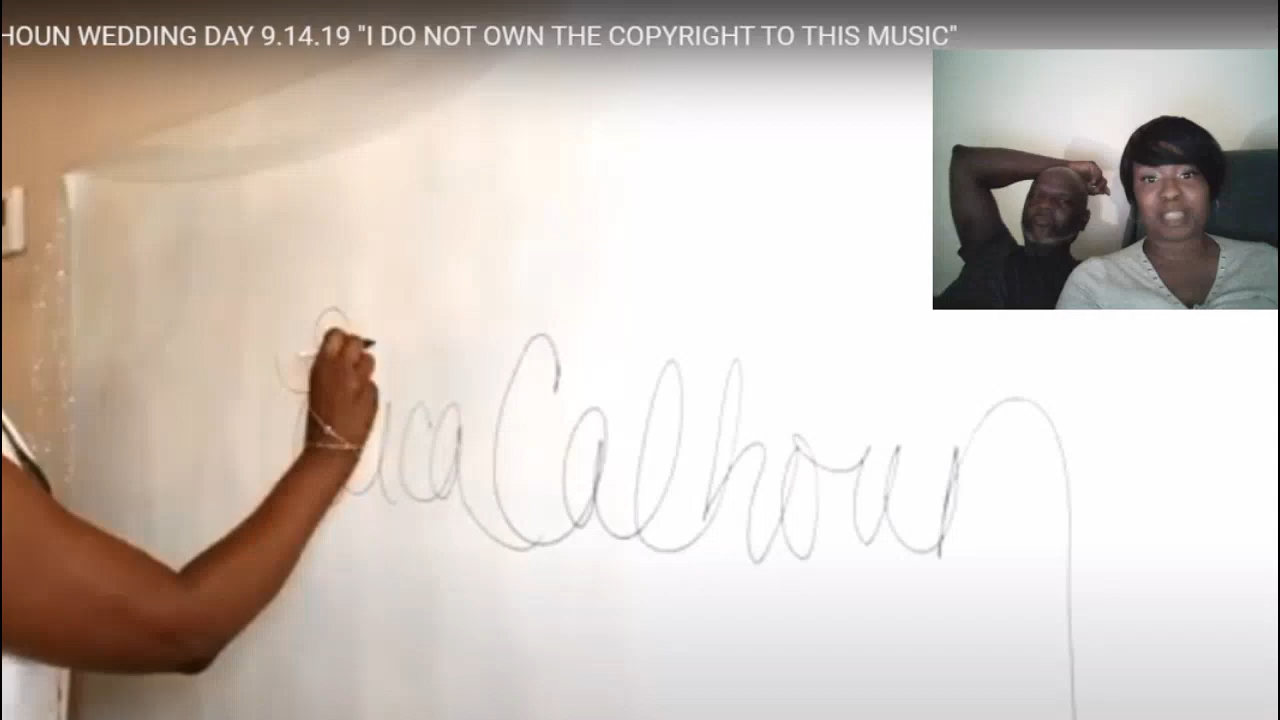 HOUN WEDDING DAY 9.14.19 "I DO NOT OWN THE COPYRIGHT TO THIS MUSIC"
Calhoun